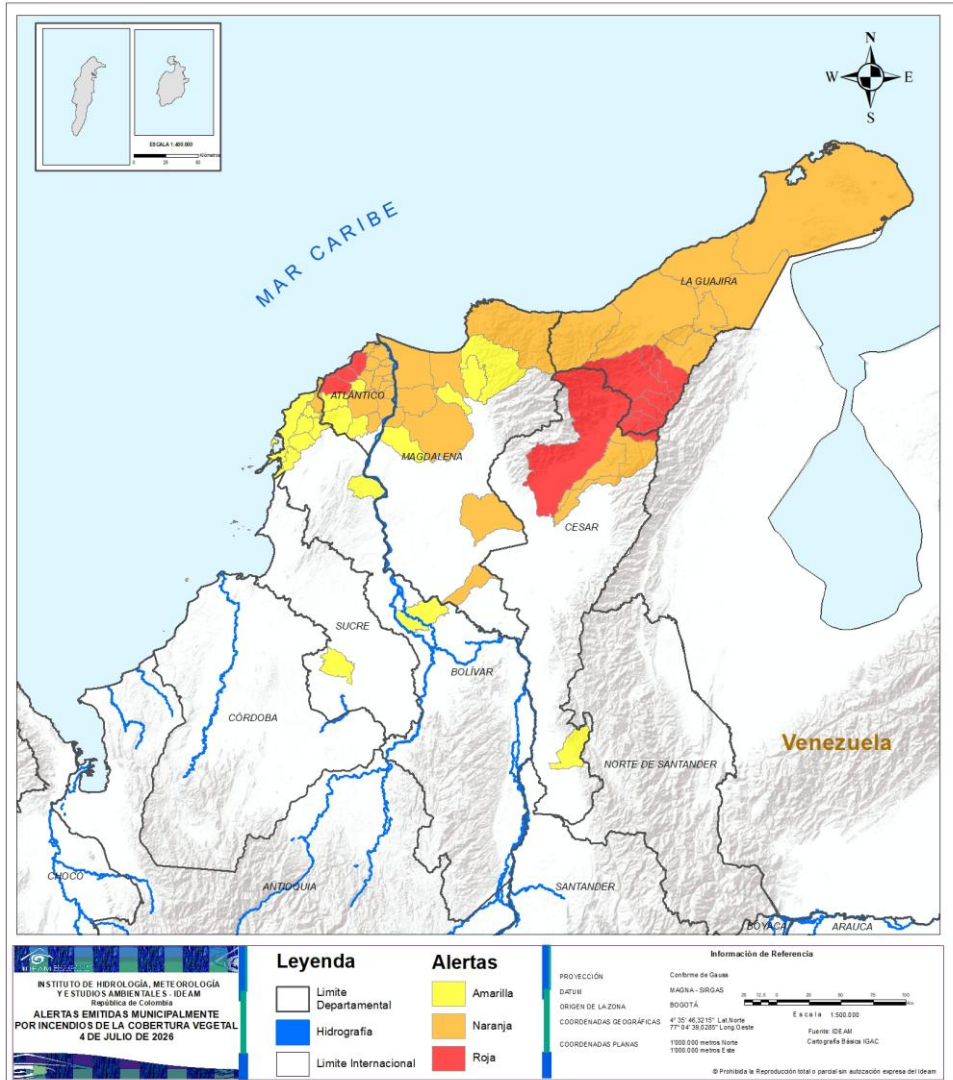 ESCALA 1:400.000
Kilómetros
N
W
E
S
MAR CARIBE
LA GUAJIRA
ATLÁNTICO
MAGDALENA
CESAR
SUCRE
BOLÍVAR
CÓRDOBA
Venezuela
NORTE DE SANTANDER
CHOCÓ
ANTIOQUIA
SANTANDER
BOYACÁ
ARAUCA
IDEAM
INSTITUTO DE HIDROLOGÍA, METEOROLOGÍA
Y ESTUDIOS AMBIENTALES - IDEAM
República de Colombia
ALERTAS EMITIDAS MUNICIPALMENTE
POR INCENDIOS DE LA COBERTURA VEGETAL
4 DE JULIO DE 2026
Leyenda
Limite
Departamental
Hidrografía
Limite Internacional
Alertas
Amarilla
Naranja
Roja
Información de Referencia
PROYECCIÓN Conforme de Gauss
DATUM MAGNA - SIRGAS
ORIGEN DE LA ZONA BOGOTÁ
COORDENADAS GEOGRÁFICAS 4° 35' 46,3215" Lat.Norte
77° 04' 39,0285" Long.Oeste
COORDENADAS PLANAS 1'000.000 metros Norte
1'000.000 metros Este
Escala 1:500.000
Fuente: IDEAM
Cartografía Básica IGAC
© Prohibida la Reproducción total o parcial sin autozación expresa del Ideam